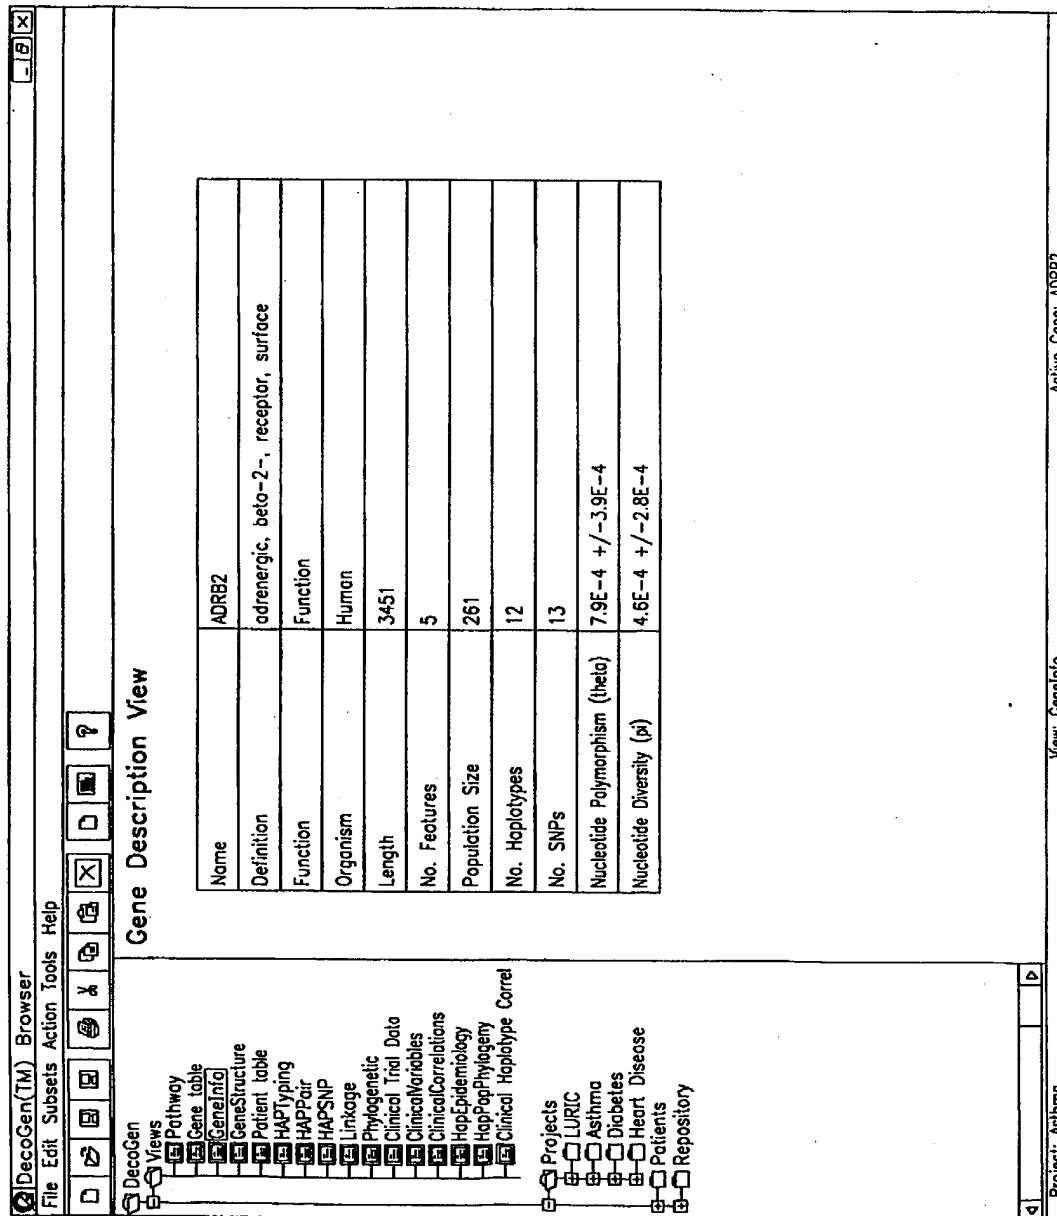 DecoGen(TM) Browser
File Edit Subsets Action Tools Help
DecoGen
Views
Pathway
Gene table
GeneInfo
GeneStructure
Patient table
HAPTyping
HAPPair
HAPSNP
Linkage
Phylogenetic
Clinical Trial Data
ClinicalVariables
ClinicalCorrelations
HapEpidemiology
HapPopPhylogeny
Clinical Haplotype Correl
Projects
LURIC
Asthma
Diabetes
Heart Disease
Patients
Repository
Gene Description View
Name ADRB2
Definition adrenergic, beto-2-, receptor, surface
Function Function
Organism Human
Length 3451
No. Features 5
Population Size 261
No. Haplotypes 12
No. SNPs 13
Nucleotide Polymorphism (theta) 7.9E-4 +/-3.9E-4
Nucleotide Diversity (pi) 4.6E-4 +/-2.8E-4
Project: Asthma View: GeneInfo Active Gene: ADRB2